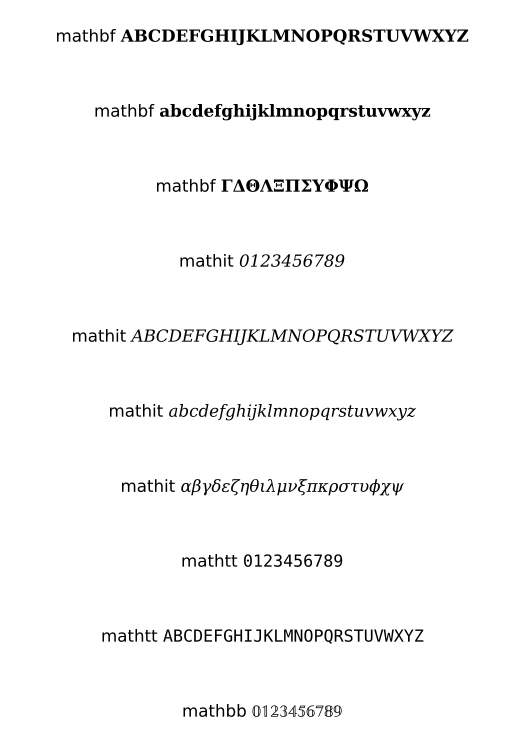 mathbf ABCDEFGHIJKLMNOPQRSTUVWXYZ
mathbf abcdefghijklmnopqrstuvwxyz
mathbf ΓΔΘΛΞΠΣΥΦΨΩ
mathit 0123456789
mathit ABCDEFGHIJKLMNOPQRSTUVWXYZ
mathit abcdefghijklmnopqrstuvwxyz
mathit αβγδεζηθιλμνξπκρστυϕχψ
mathtt 0123456789
mathtt ABCDEFGHIJKLMNOPQRSTUVWXYZ
mathbb 𝟘𝟙𝟚𝟛𝟜𝟝𝟞𝟟𝟠𝟡